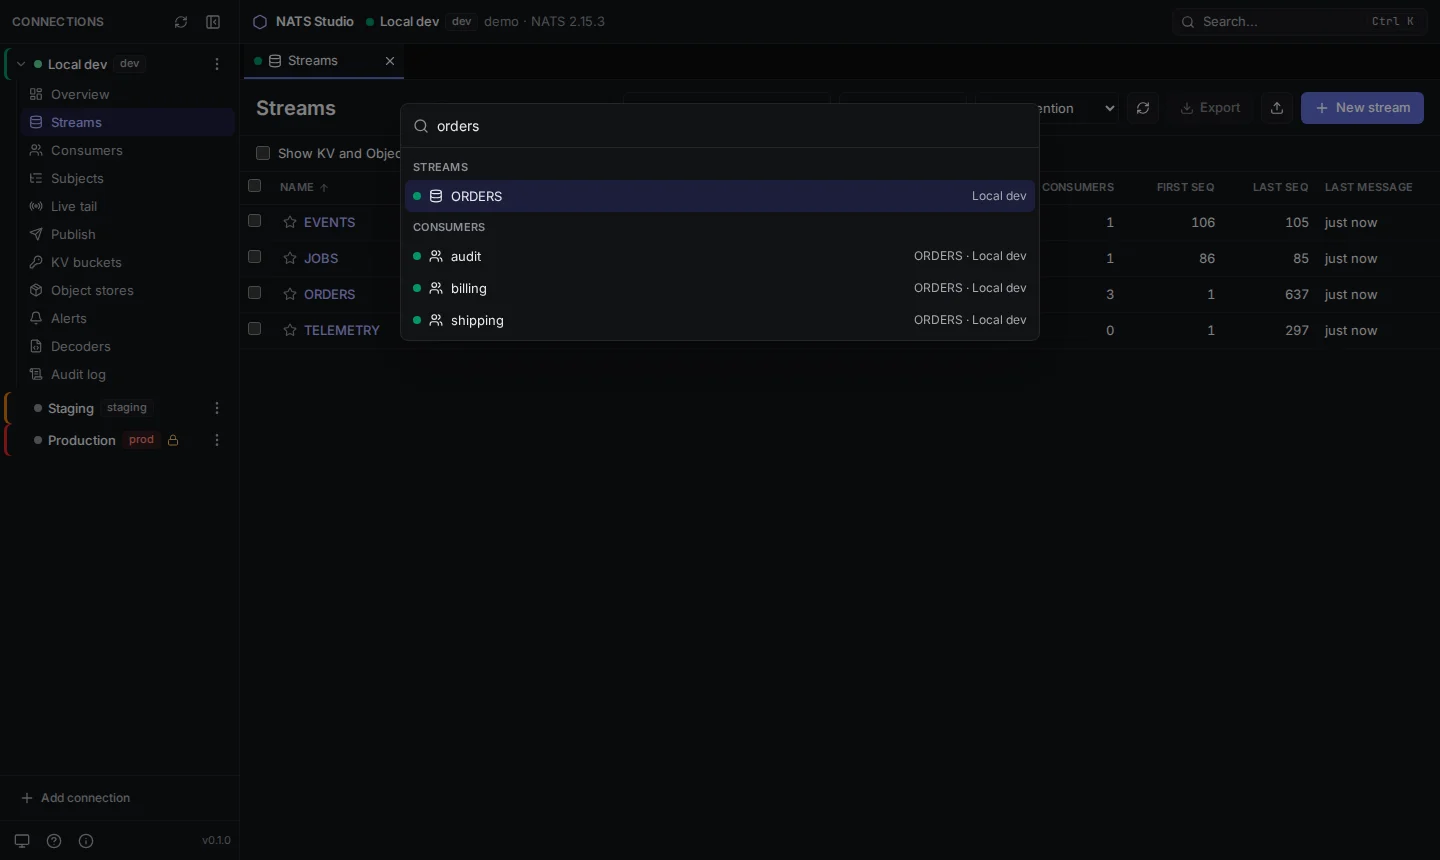 CONNECTIONS
NATS Studio Local dev dev demo · NATS 2.15.3
Search... Ctrl K
Local dev dev
Streams
Overview
Streams
Consumers
Subjects
Live tail
Publish
KV buckets
Object stores
Alerts
Decoders
Audit log
Staging staging
Production prod
Add connection
v0.1.0
Streams
Export
New stream
Show KV and
NAME CONSUMERS FIRST SEQ LAST SEQ LAST MESSAGE
EVENTS 1 106 105 just now
JOBS 1 86 85 just now
ORDERS 3 1 637 just now
TELEMETRY 0 1 297 just now
orders
STREAMS
ORDERS Local dev
CONSUMERS
audit ORDERS · Local dev
billing ORDERS · Local dev
shipping ORDERS · Local dev